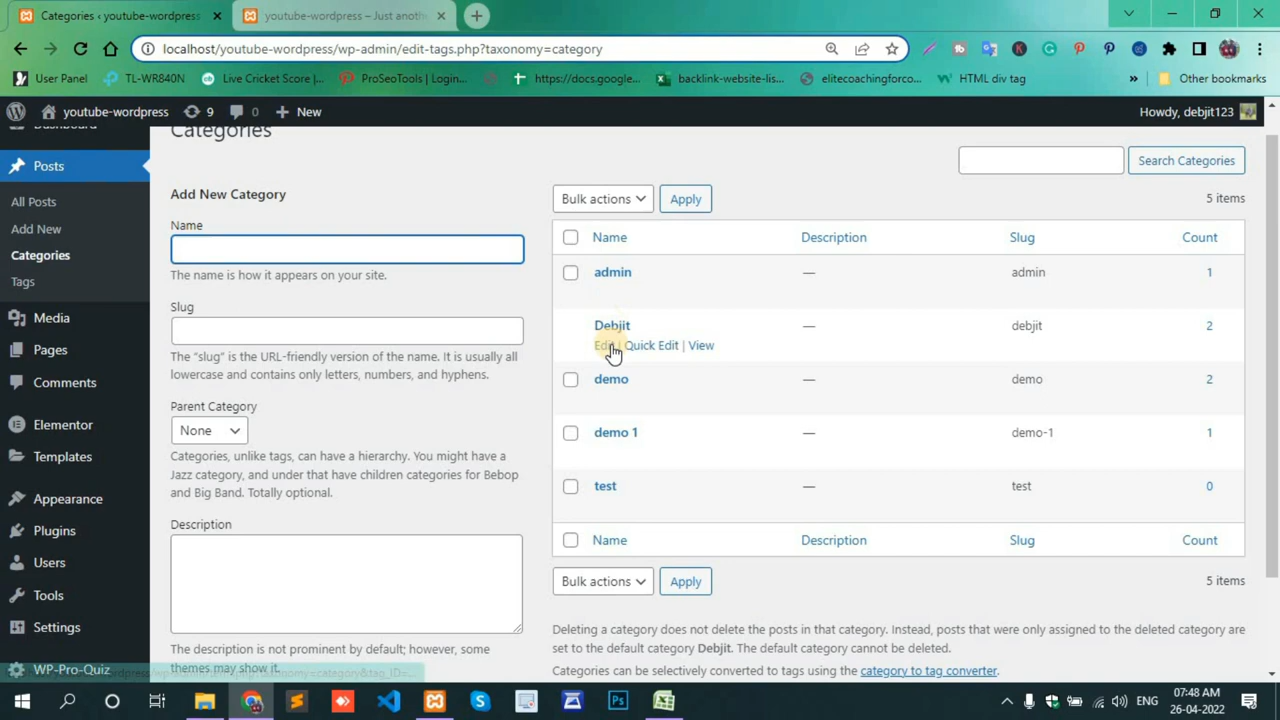 Categories ‹ youtube-wordpress
youtube-wordpress – Just anoth
localhost/youtube-wordpress/wp-admin/edit-tags.php?taxonomy=category
User Panel
TL-WR840N
Live Cricket Score |...
ProSeoTools | Login...
https://docs.google...
backlink-website-lis...
elitecoachingforco...
HTML div tag
»
Other bookmarks
youtube-wordpress
9
0
New
Howdy, debjit123
Dashboard
Posts
All Posts
Add New
Categories
Tags
Media
Pages
Comments
Elementor
Templates
Appearance
Plugins
Users
Tools
Settings
WP-Pro-Quiz
Categories
Search Categories
Add New Category
Name
The name is how it appears on your site.
Slug
The “slug” is the URL-friendly version of the name. It is usually all
lowercase and contains only letters, numbers, and hyphens.
Parent Category
None
Categories, unlike tags, can have a hierarchy. You might have a
Jazz category, and under that have children categories for Bebop
and Big Band. Totally optional.
Description
The description is not prominent by default; however, some
themes may show it.
Bulk actions Apply 5 items
Name Description Slug Count
admin — admin 1
Debjit — debjit 2
Edit | Quick Edit | View
demo — demo 2
demo 1 — demo-1 1
test — test 0
Name Description Slug Count
Bulk actions Apply 5 items
Deleting a category does not delete the posts in that category. Instead, posts that were only assigned to the deleted category are
set to the default category Debjit. The default category cannot be deleted.
Categories can be selectively converted to tags using the category to tag converter.
ENG
07:48 AM
26-04-2022